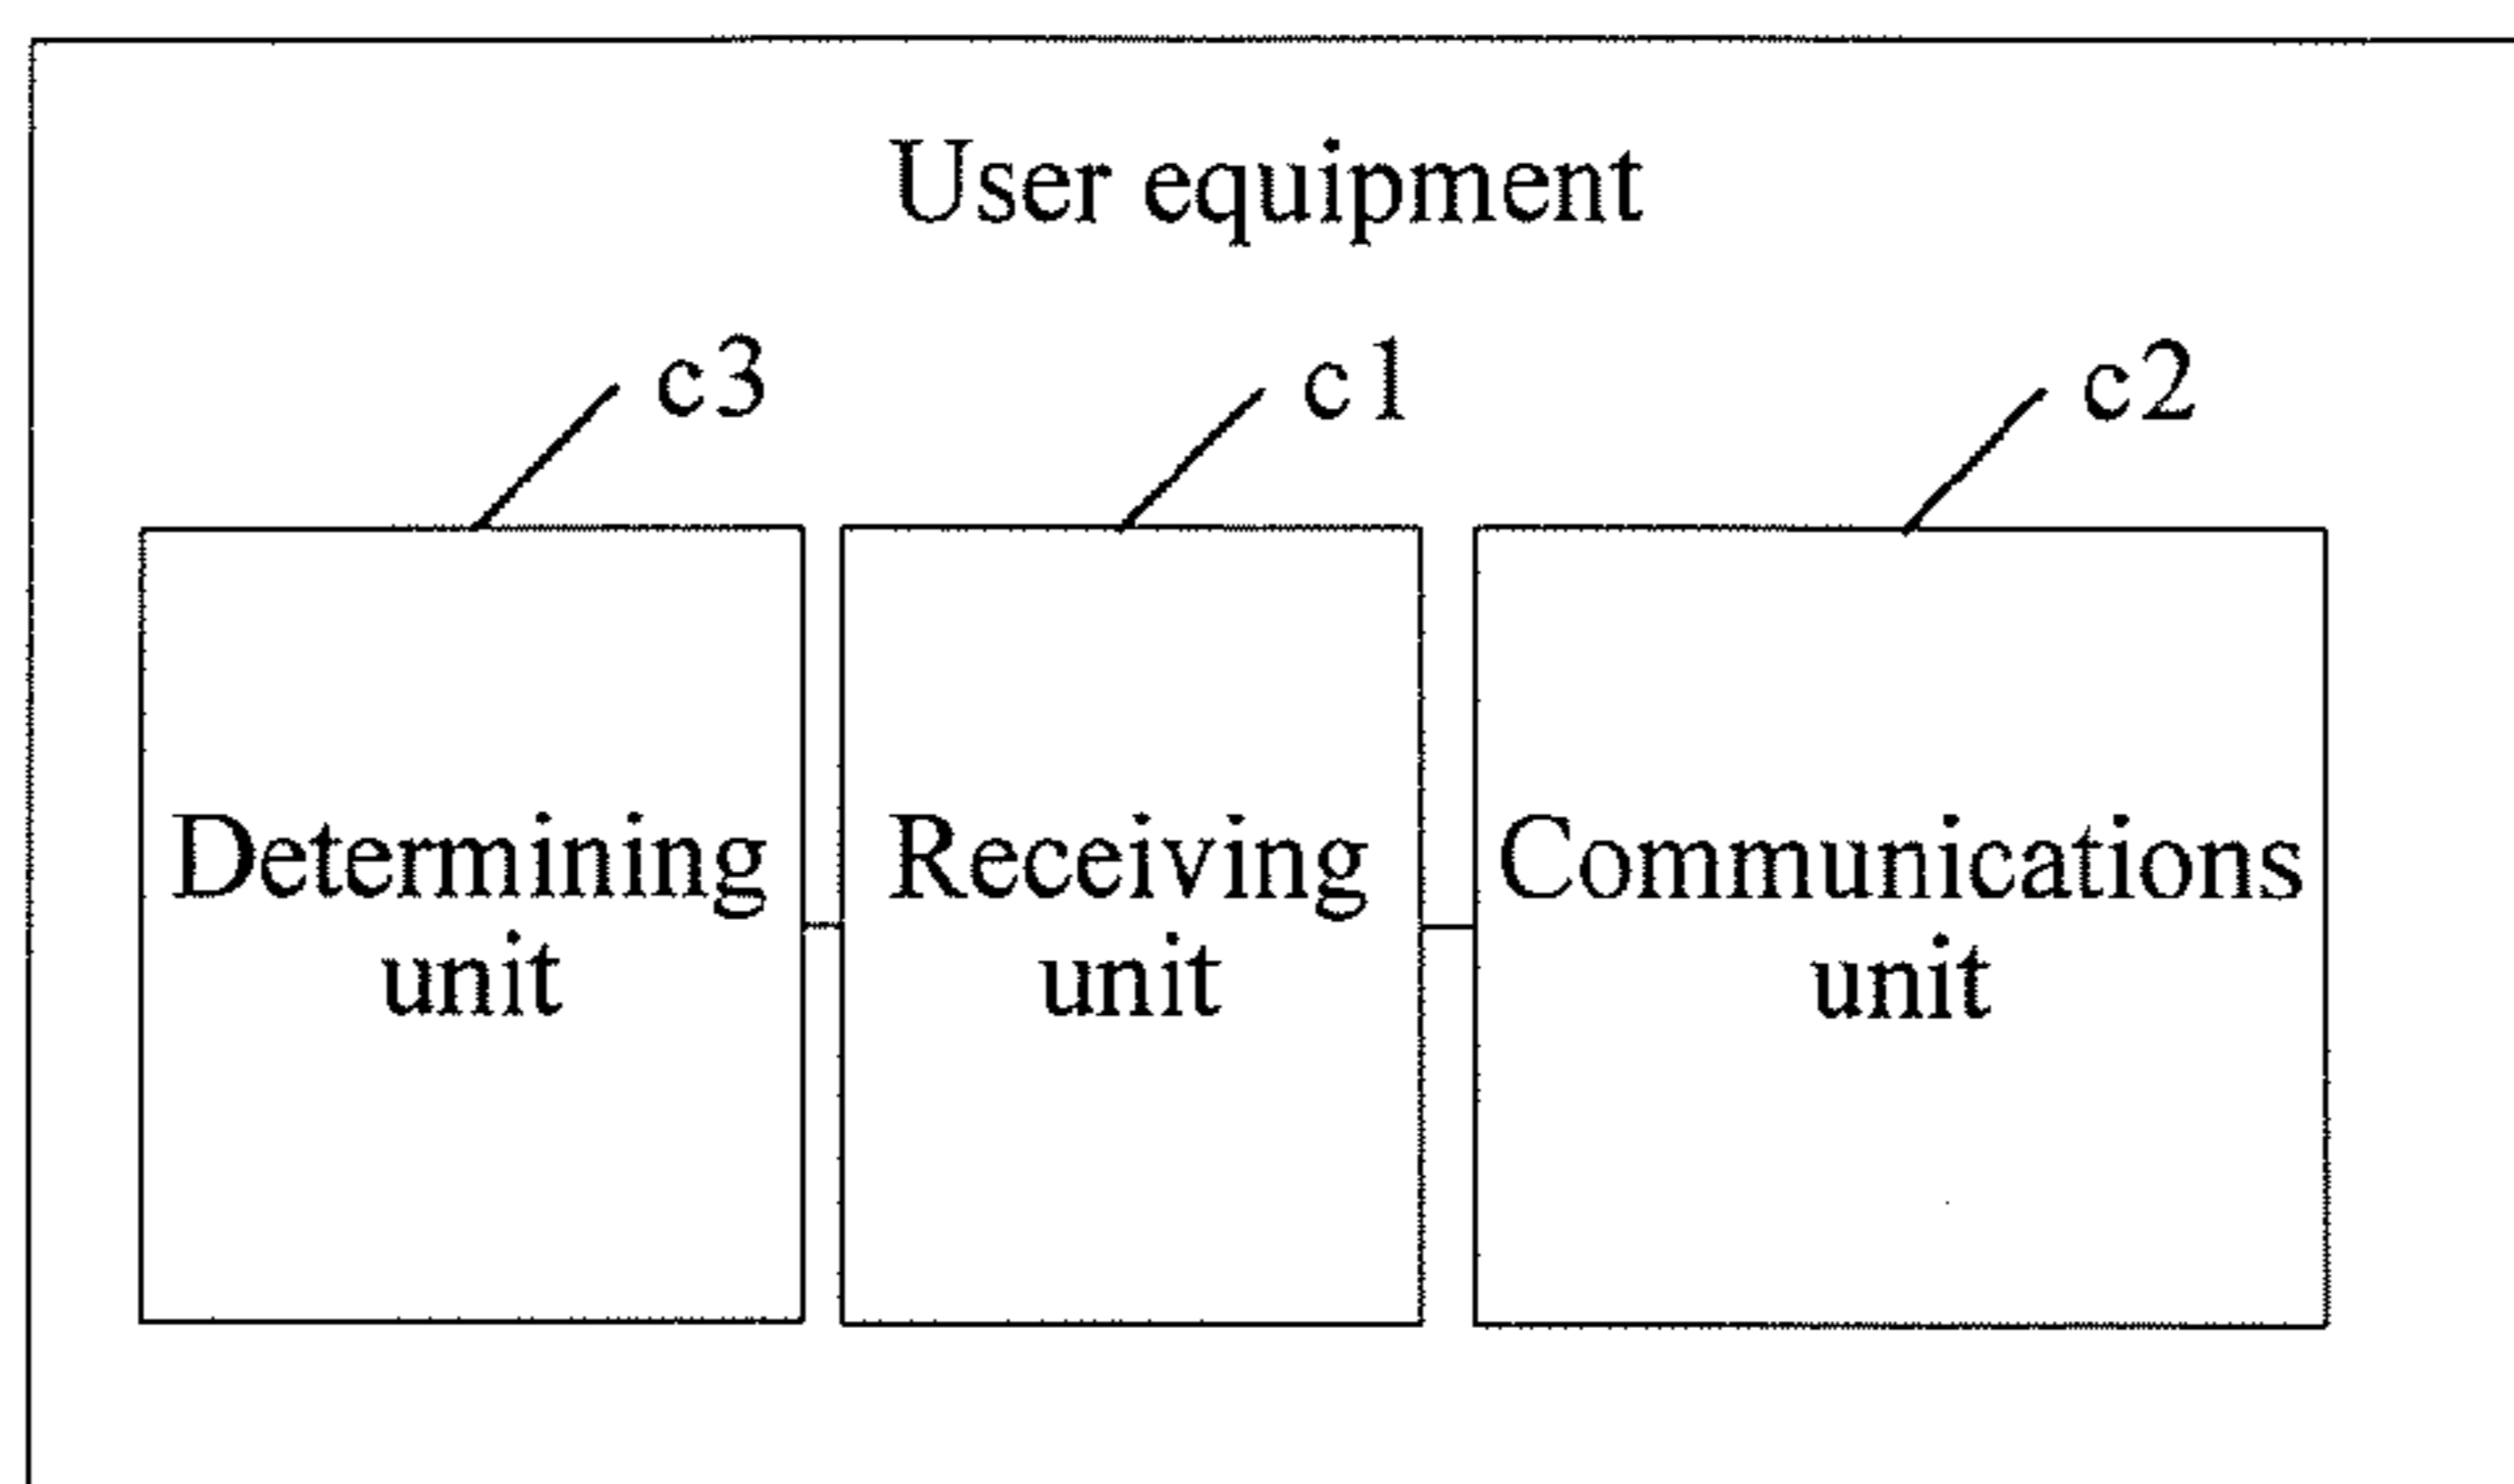 User equipment
c3
c1
c2
Determining
unit
Receiving
unit
Communications
unit